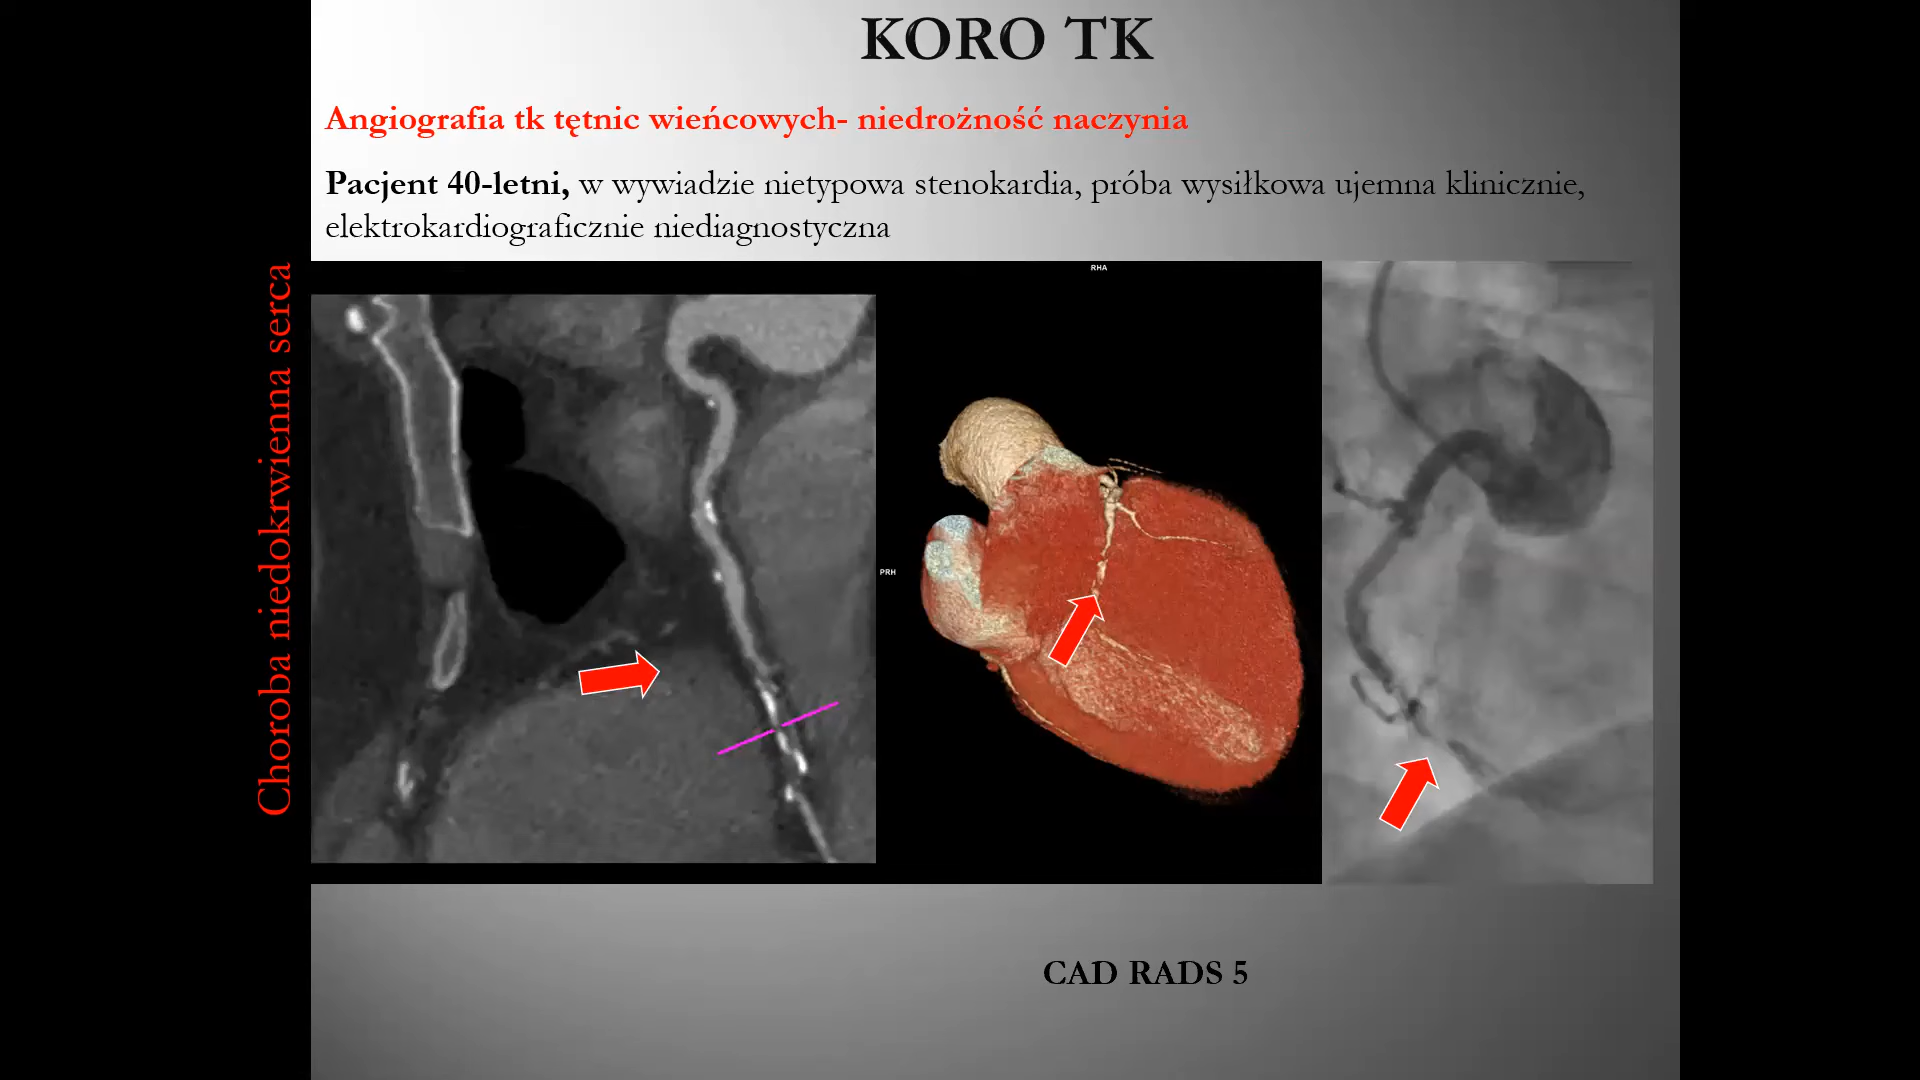 KORO TK
Angiografia tk tętnic wieńcowych- niedrożność naczynia
Pacjent 40-letni, w wywiadzie nietypowa stenokardia, próba wysiłkowa ujemna klinicznie,
elektrokardiograficznie niediagnostyczna
Choroba niedokrwienna serca
RHA
PRH
CAD RADS 5